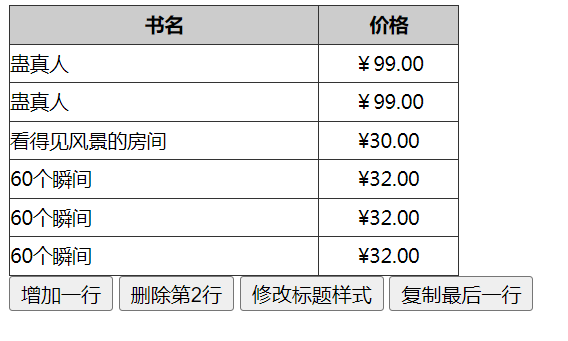 书名 价格
蛊真人 ￥99.00
蛊真人 ￥99.00
看得见风景的房间 ¥30.00
60个瞬间 ¥32.00
60个瞬间 ¥32.00
60个瞬间 ¥32.00
增加一行 删除第2行 修改标题样式 复制最后一行